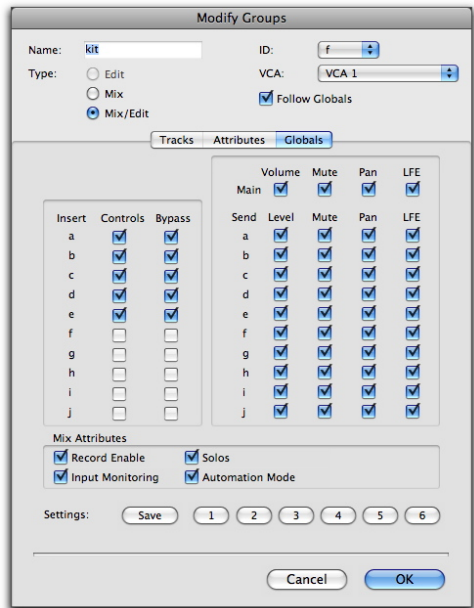 Modify Groups
Name: kit ID: f
Type: Edit VCA: VCA 1
Mix Follow Globals
Mix/Edit
Tracks Attributes Globals
Volume Mute Pan LFE
Main
Insert Controls Bypass Send Level Mute Pan LFE
a a
b b
c c
d d
e e
f f
g g
h h
i i
j j
Mix Attributes
Record Enable Solos
Input Monitoring Automation Mode
Settings: Save 1 2 3 4 5 6
Cancel OK